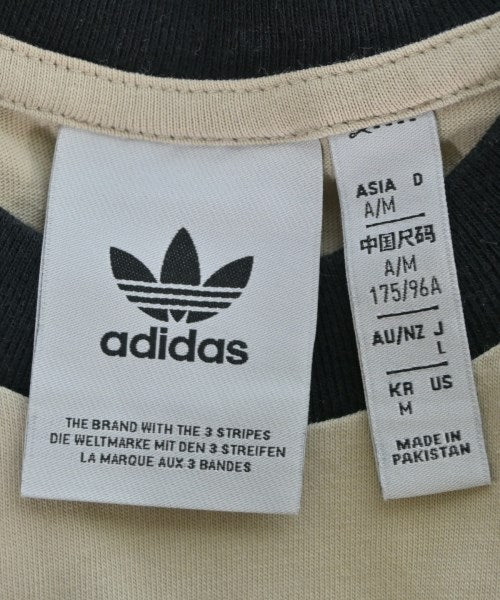 adidas
THE BRAND WITH THE 3 STRIPES
DIE WELTMARKE MIT DEN 3 STREIFEN
LA MARQUE AUX 3 BANDES
ASIA D
A/M
中国尺码
A/M
175/96A
AU/NZ J
L
KR US
M
MADE IN
PAKISTAN